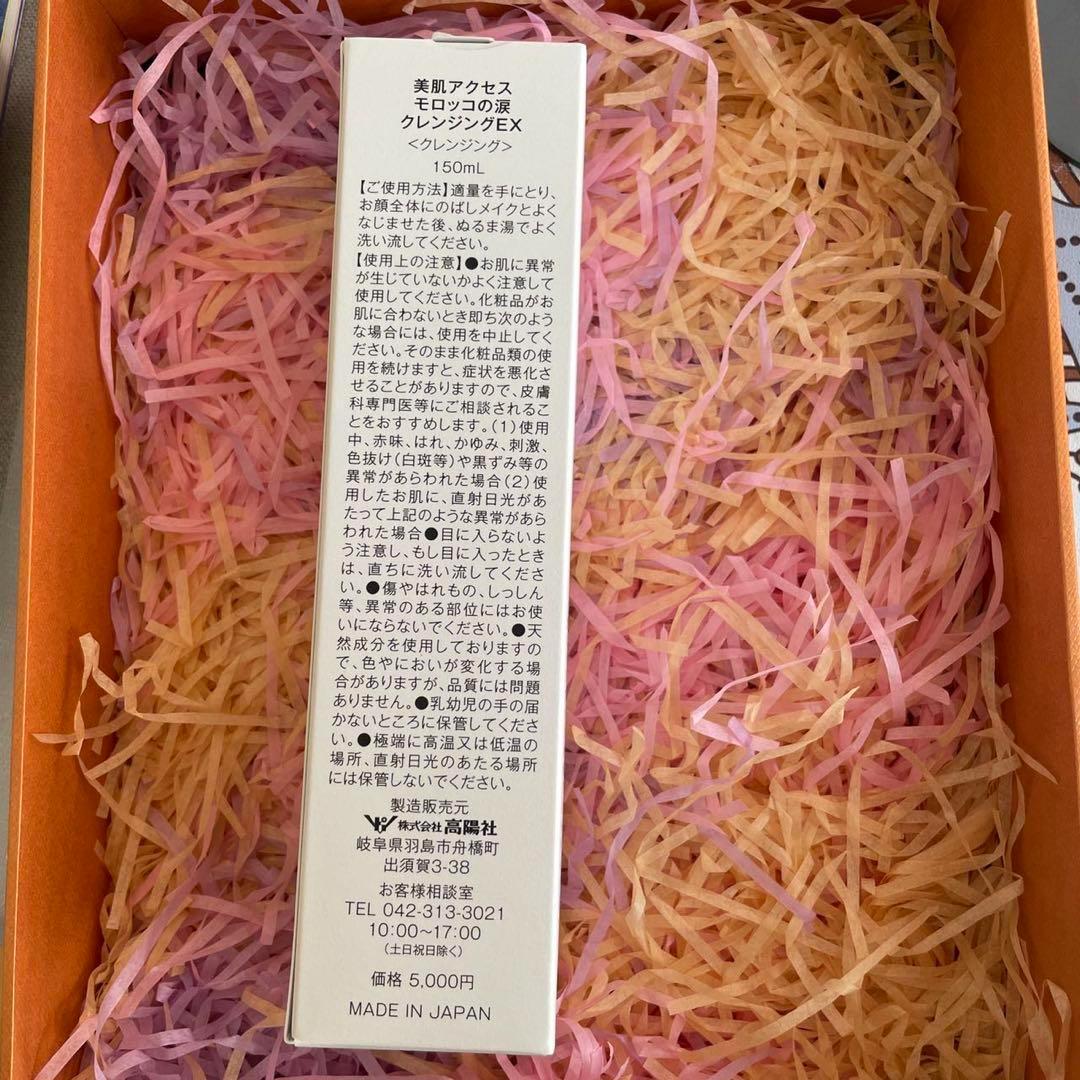 美肌アクセス
モロッコの涙
クレンジングEX
＜クレンジング＞
150mL
【ご使用方法】適量を手にとり、
お顔全体にのばしメイクとよく
なじませた後、ぬるま湯でよく
洗い流してください。
【使用上の注意】●お肌に異常
が生じていないかよく注意して
使用してください。化粧品がお
肌に合わないとき即ち次のよう
な場合には、使用を中止してく
ださい。そのまま化粧品類の使
用を続けますと、症状を悪化さ
せることがありますので、皮膚
科専門医等にご相談されるこ
とをおすすめします。（1）使用
中、赤味、はれ、かゆみ、刺激、
色抜け（白斑等）や黒ずみ等の
異常があらわれた場合（2）使
用したお肌に、直射日光があ
たって上記のような異常があら
われた場合●目に入らないよ
う注意し、もし目に入ったとき
は、直ちに洗い流してくださ
い。●傷やはれもの、しっしん
等、異常のある部位にはお使
いにならないでください。●天
然成分を使用しておりますの
で、色やにおいが変化する場
合がありますが、品質には問題
ありません。●乳幼児の手の届
かないところに保管してくださ
い。●極端に高温又は低温の
場所、直射日光のあたる場所
には保管しないでください。
製造販売元
株式会社 高陽社
岐阜県羽島市舟橋町
出須賀3-38
お客様相談室
TEL 042-313-3021
10:00～17:00
（土日祝日除く）
価格 5,000円
MADE IN JAPAN